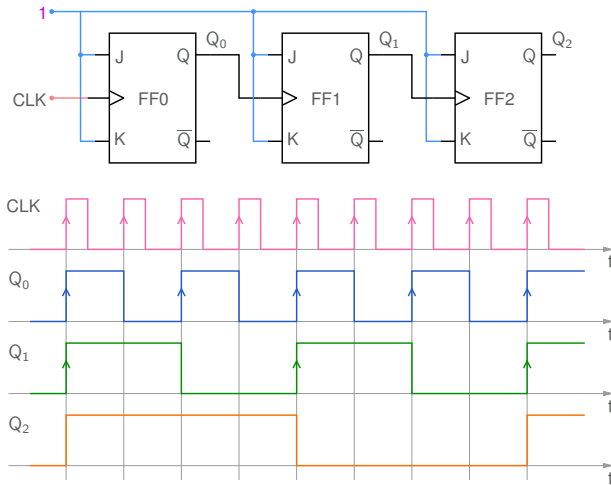 1
Q0 Q1 Q2
J Q J Q J Q
CLK FF0 FF1 FF2
K Q̅ K Q̅ K Q̅
CLK
t
Q0
t
Q1
t
Q2
t